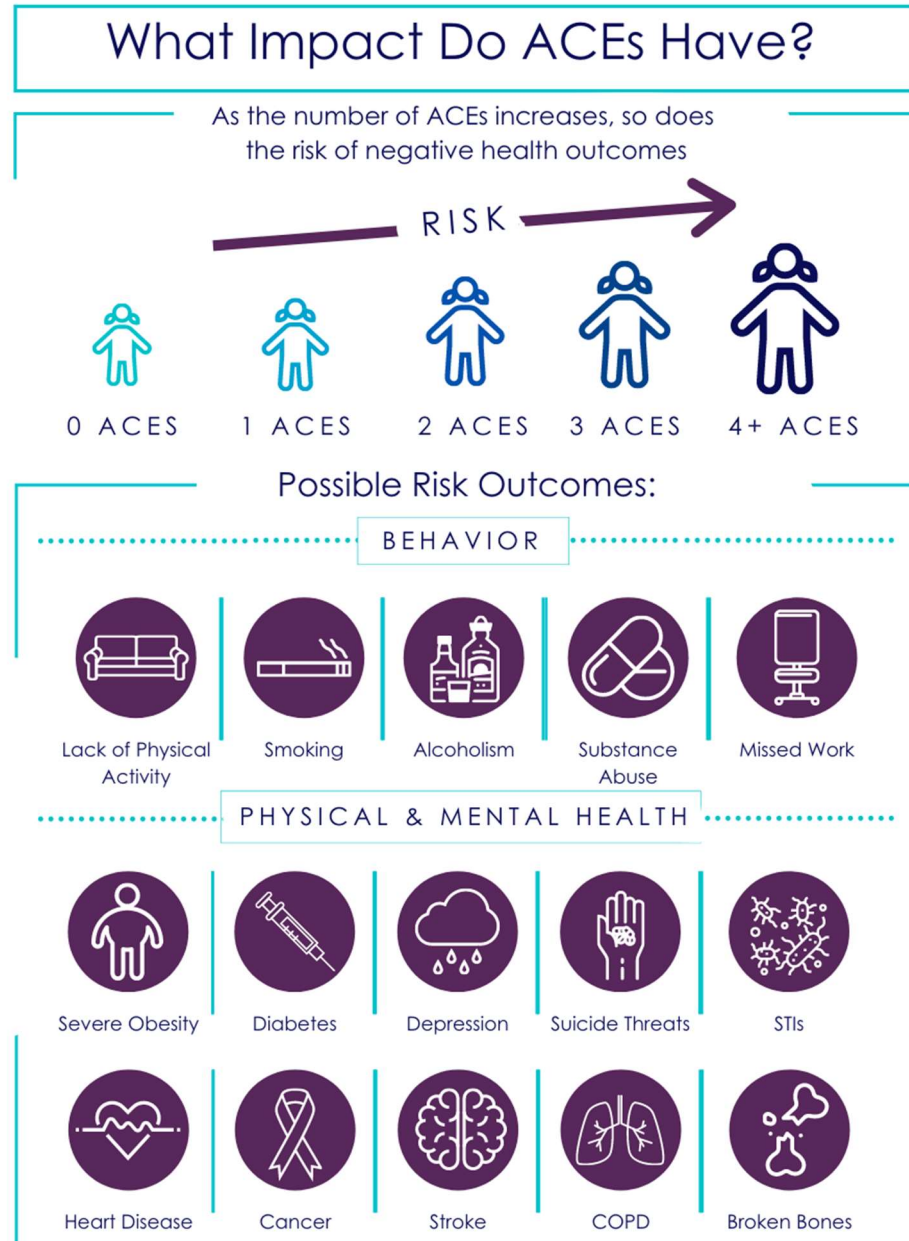 What Impact Do ACEs Have?
As the number of ACEs increases, so does
the risk of negative health outcomes
RISK
0 ACES
1 ACES
2 ACES
3 ACES
4+ ACES
Possible Risk Outcomes:
BEHAVIOR
Lack of Physical
Activity
Smoking
Alcoholism
Substance
Abuse
Missed Work
PHYSICAL & MENTAL HEALTH
Severe Obesity
Diabetes
Depression
Suicide Threats
STIs
Heart Disease
Cancer
Stroke
COPD
Broken Bones